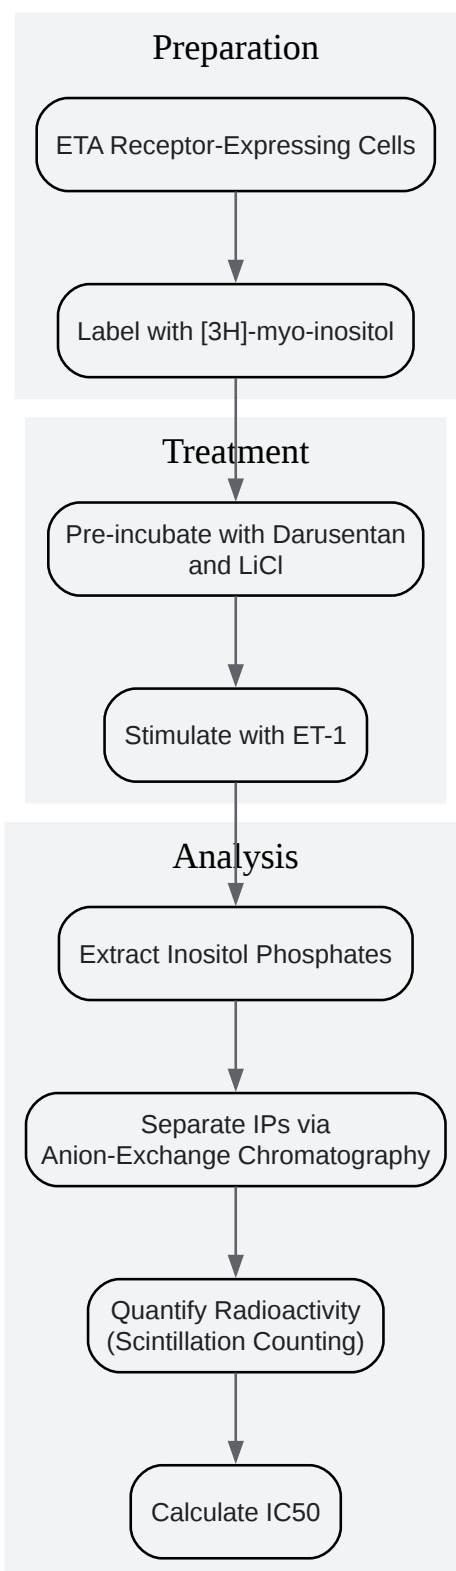 Preparation
ETA Receptor-Expressing Cells
Label with [3H]-myo-inositol
Treatment
Pre-incubate with Darusentan
and LiCl
Stimulate with ET-1
Analysis
Extract Inositol Phosphates
Separate IPs via
Anion-Exchange Chromatography
Quantify Radioactivity
(Scintillation Counting)
Calculate IC50